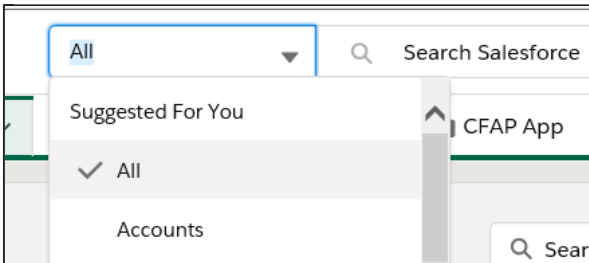 All
Search Salesforce
Suggested For You
CFAP App
All
Accounts
Sear